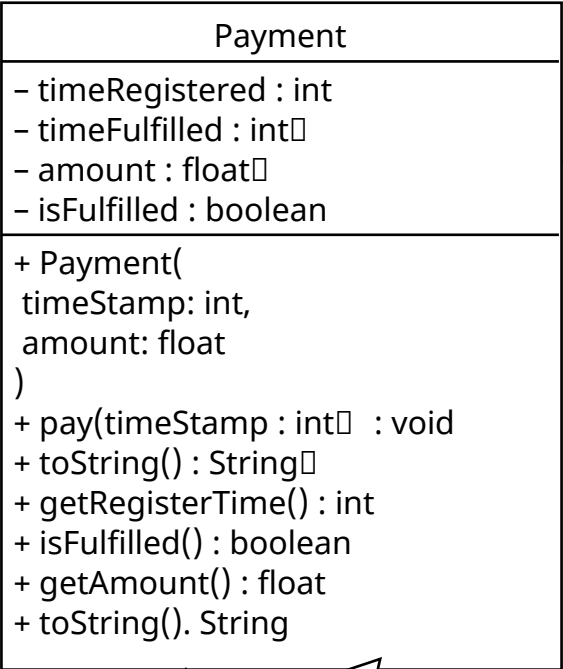 Payment
– timeRegistered : int
– timeFulfilled : int▯
– amount : float▯
– isFulfilled : boolean
+ Payment(
timeStamp: int,
amount: float
)
+ pay(timeStamp : int▯ : void
+ toString() : String▯
+ getRegisterTime() : int
+ isFulfilled() : boolean
+ getAmount() : float
+ toString(). String